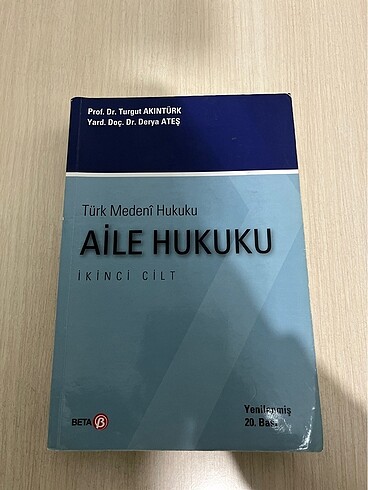 Prof. Dr. Turgut AKINTÜRK
Yard. Doç. Dr. Derya ATEŞ
Türk Medenî Hukuku
AİLE HUKUKU
İKİNCİ CİLT
Yenilenmiş
20. Bası
BETA